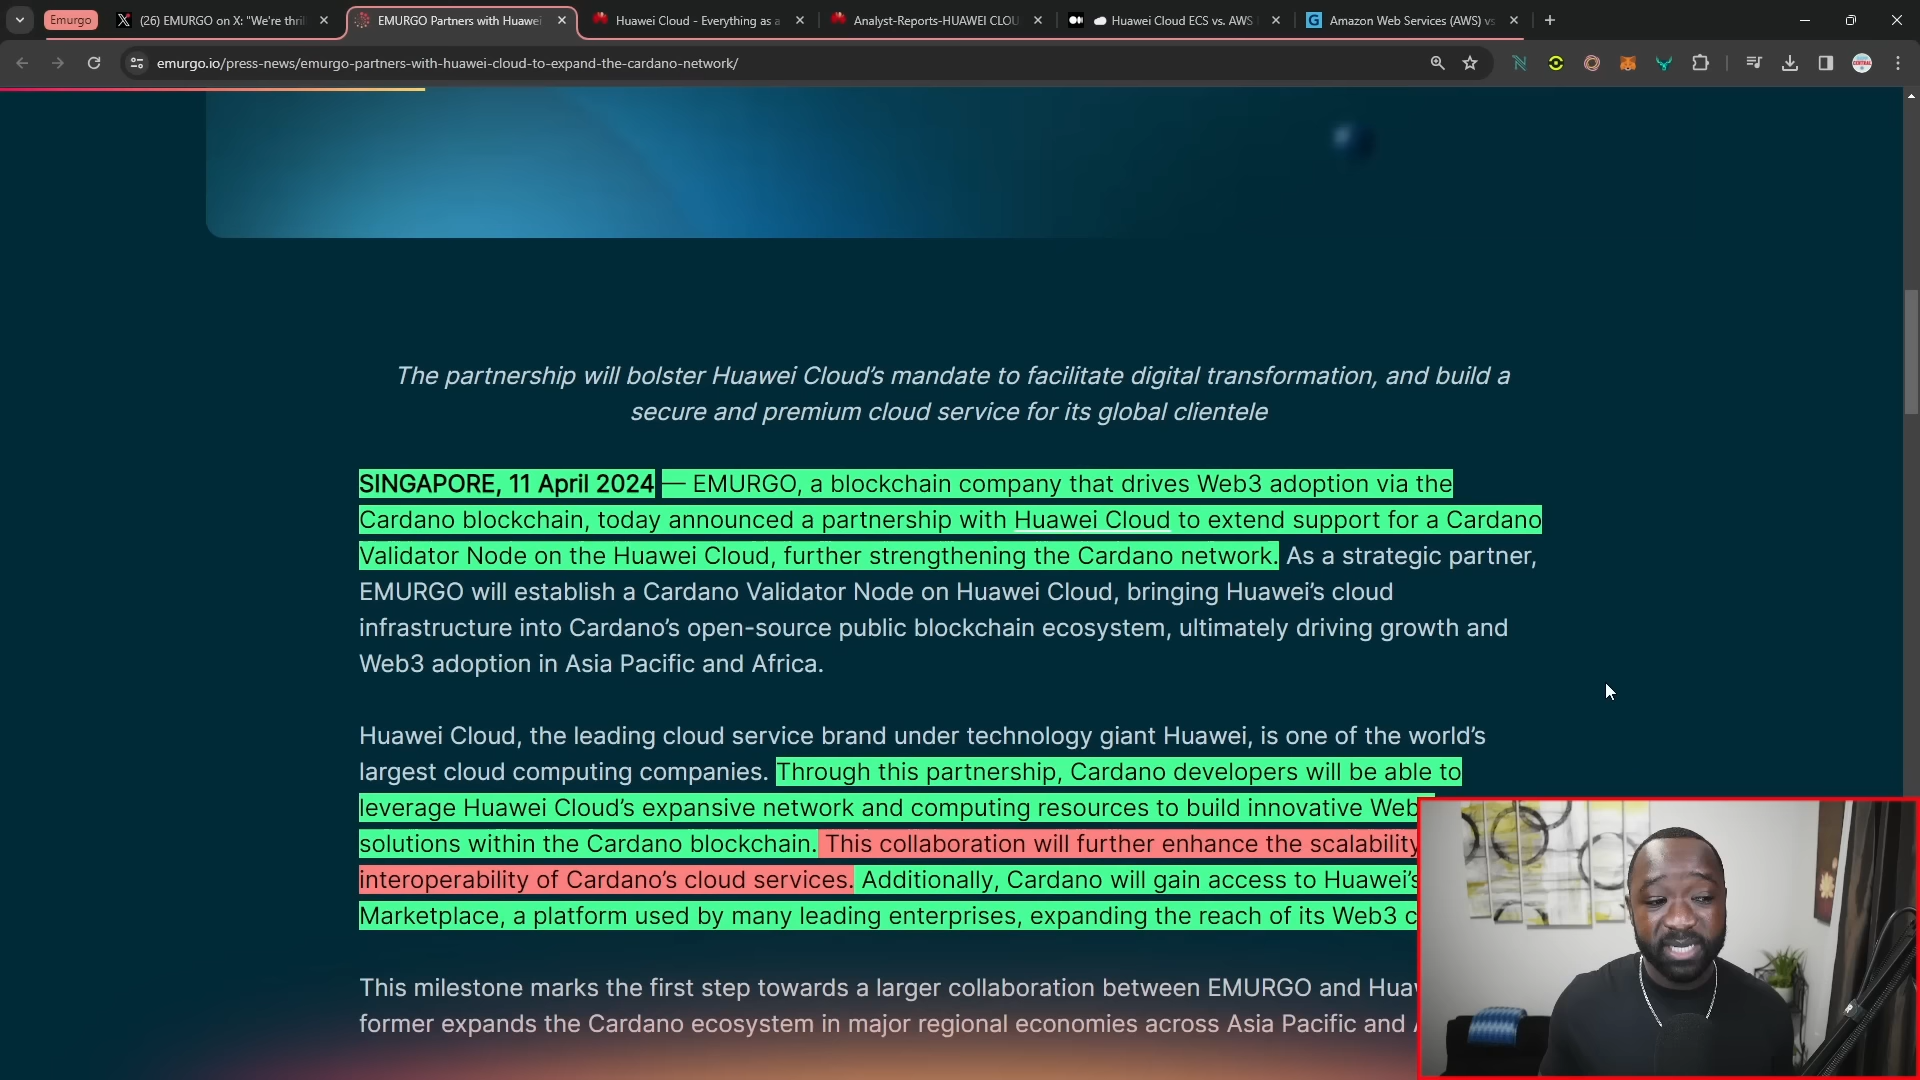 Emurgo
(26) EMURGO on X: "We're thril
EMURGO Partners with Huawei
Huawei Cloud - Everything as a
Analyst-Reports-HUAWEI CLOU
Huawei Cloud ECS vs. AWS
G
Amazon Web Services (AWS) vs
emurgo.io/press-news/emurgo-partners-with-huawei-cloud-to-expand-the-cardano-network/
The partnership will bolster Huawei Cloud's mandate to facilitate digital transformation, and build a
secure and premium cloud service for its global clientele
SINGAPORE, 11 April 2024 — EMURGO, a blockchain company that drives Web3 adoption via the
Cardano blockchain, today announced a partnership with Huawei Cloud to extend support for a Cardano
Validator Node on the Huawei Cloud, further strengthening the Cardano network. As a strategic partner,
EMURGO will establish a Cardano Validator Node on Huawei Cloud, bringing Huawei's cloud
infrastructure into Cardano's open-source public blockchain ecosystem, ultimately driving growth and
Web3 adoption in Asia Pacific and Africa.
Huawei Cloud, the leading cloud service brand under technology giant Huawei, is one of the world's
largest cloud computing companies. Through this partnership, Cardano developers will be able to
leverage Huawei Cloud's expansive network and computing resources to build innovative Web
solutions within the Cardano blockchain. This collaboration will further enhance the scalability
interoperability of Cardano's cloud services. Additionally, Cardano will gain access to Huawei's
Marketplace, a platform used by many leading enterprises, expanding the reach of its Web3 c
This milestone marks the first step towards a larger collaboration between EMURGO and Huaw
former expands the Cardano ecosystem in major regional economies across Asia Pacific and A